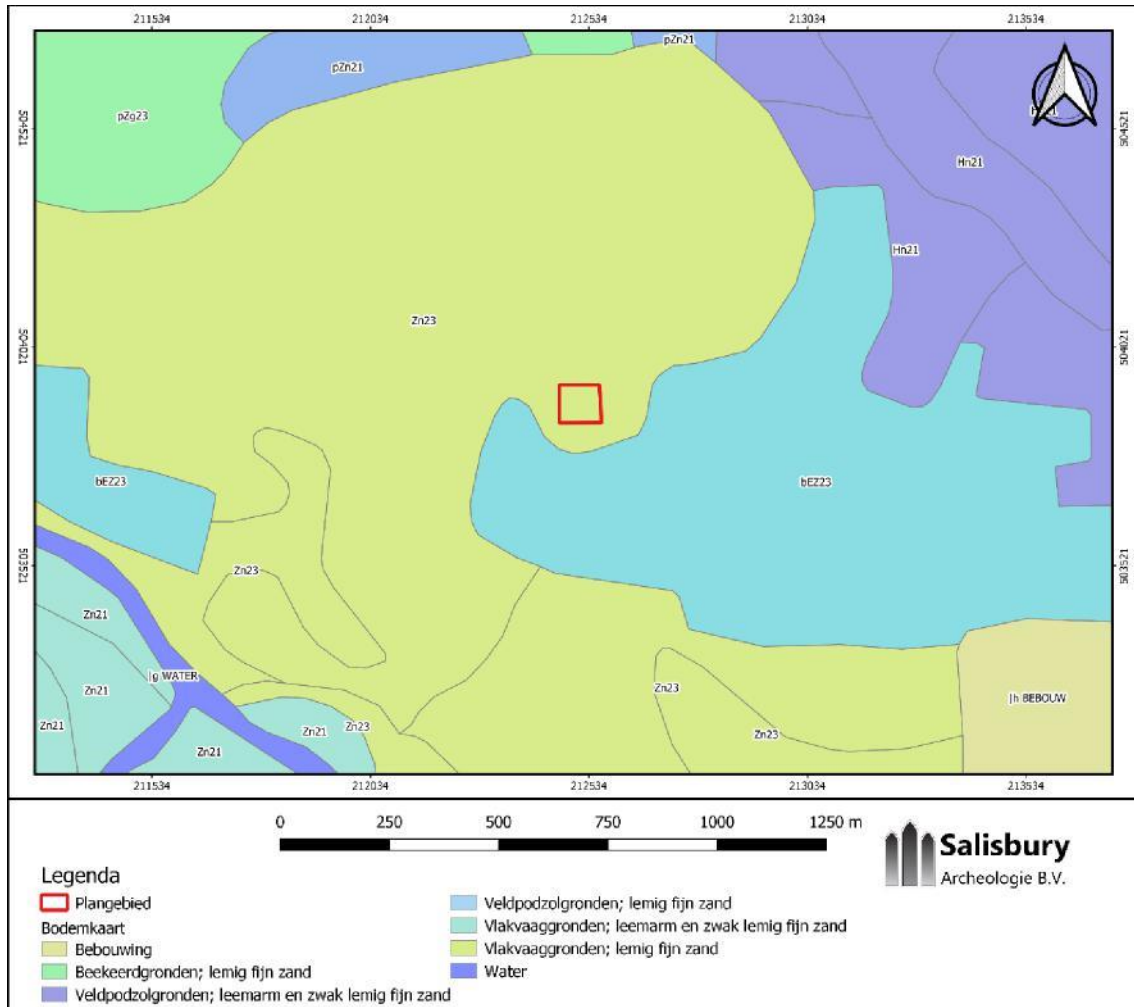 211534 212034 212534 213034 213534
pZn21
pZn21
pZg23
504521
504521
Hn21
Hn21
Hn21
Zn23
504021
504021
bEZ23
bEZ23
503521
503521
Zn23
Zn21
Jg WATER
Zn21
Zn23
Zn21
Zn21
Zn23
Zn23
Zn21
Jh BEBOUW
211534 212034 212534 213034 213534
0 250 500 750 1000 1250 m
Salisbury
Archeologie B.V.
Legenda
Plangebied
Bodemkaart
Bebouwing
Beekeerdgronden; lemig fijn zand
Veldpodzolgronden; leemarm en zwak lemig fijn zand
Veldpodzolgronden; lemig fijn zand
Vlakvaaggronden; leemarm en zwak lemig fijn zand
Vlakvaaggronden; lemig fijn zand
Water